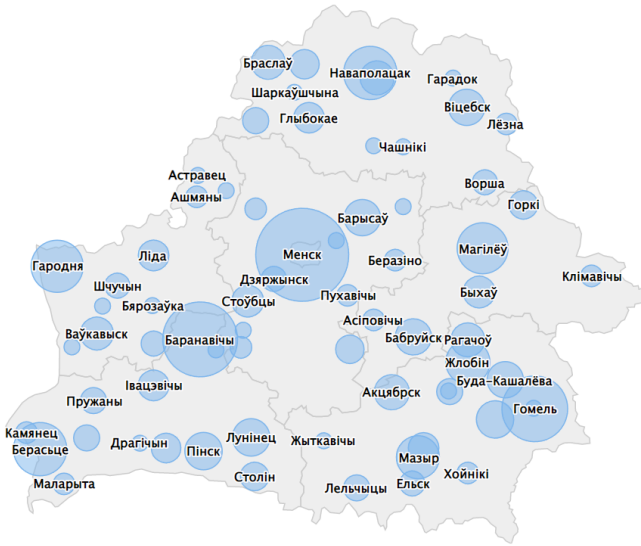 Браслаў
Наваполацак
Гарадок
Шаркаўшчына
Віцебск
Глыбокае
Лёзна
Чашнікі
Астравец
Ворша
Ашмяны
Горкі
Барысаў
Магілёў
Ліда
Менск
Беразіно
Гародня
Клімавічы
Дзяржынск
Шчучын
Быхаў
Пухавічы
Стоўбцы
Бярозаўка
Асіповічы
Ваўкавыск
Баранавічы
Бабруйск
Рагачоў
Жлобін
Буда-Кашалёва
Івацэвічы
Акцябрск
Пружаны
Гомель
Камянец
Лунінец
Жыткавічы
Драгічын
Берасьце
Пінск
Мазыр
Столін
Хойнікі
Маларыта
Ельск
Лельчыцы